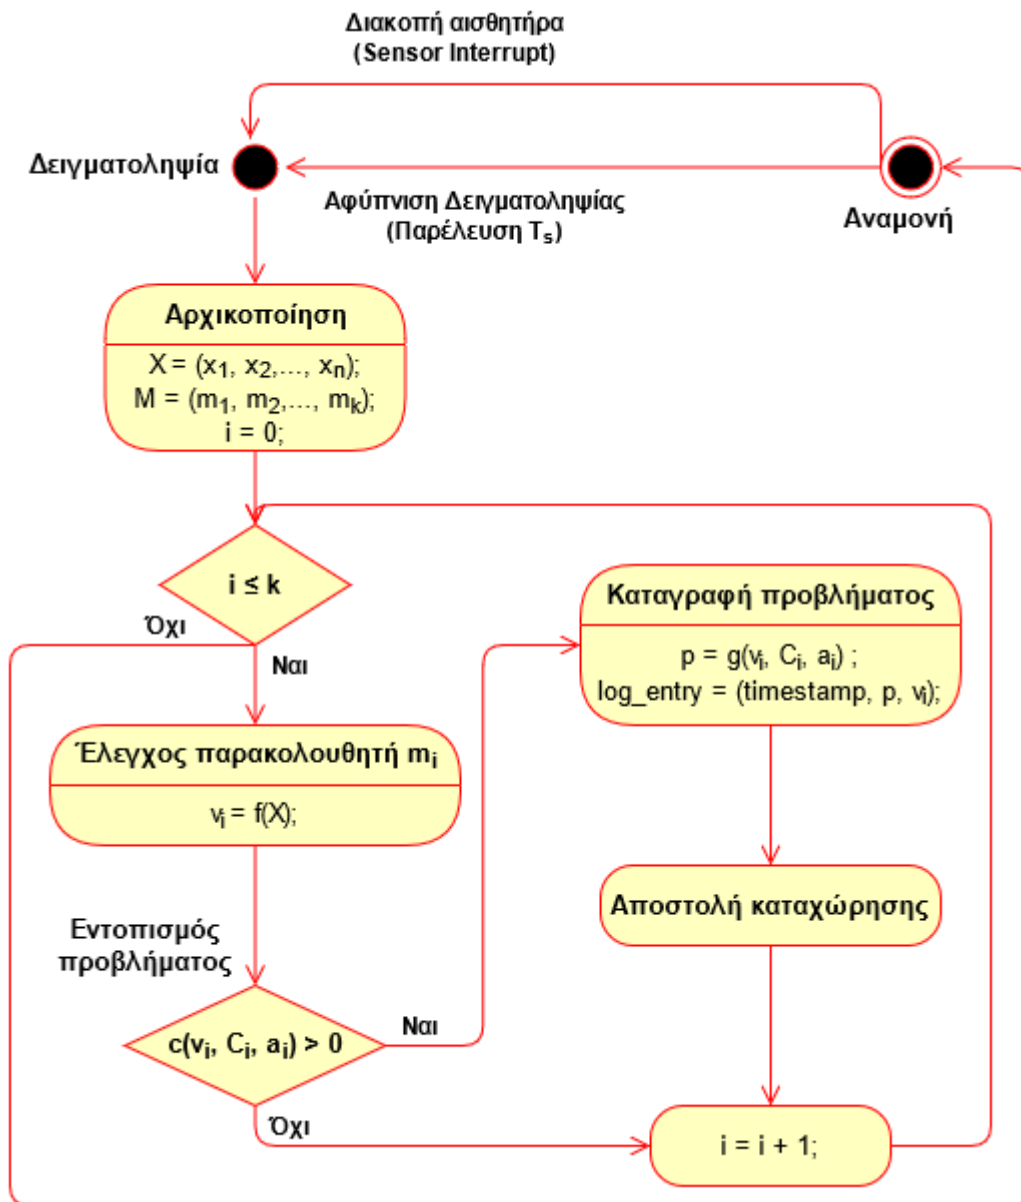 Διακοπή αισθητήρα
(Sensor Interrupt)
Δειγματοληψία
Αφύπνιση Δειγματοληψίας
(Παρέλευση Tₛ)
Αναμονή
Αρχικοποίηση
X = (x₁, x₂,..., xₙ);
M = (m₁, m₂,..., mₖ);
i = 0;
i ≤ k
Όχι
Ναι
Καταγραφή προβλήματος
p = g(vᵢ, Cᵢ, aᵢ) ;
log_entry = (timestamp, p, vᵢ);
Έλεγχος παρακολουθητή mᵢ
vᵢ = f(X);
Αποστολή καταχώρησης
Εντοπισμός
προβλήματος
c(vᵢ, Cᵢ, aᵢ) > 0
Ναι
Όχι
i = i + 1;